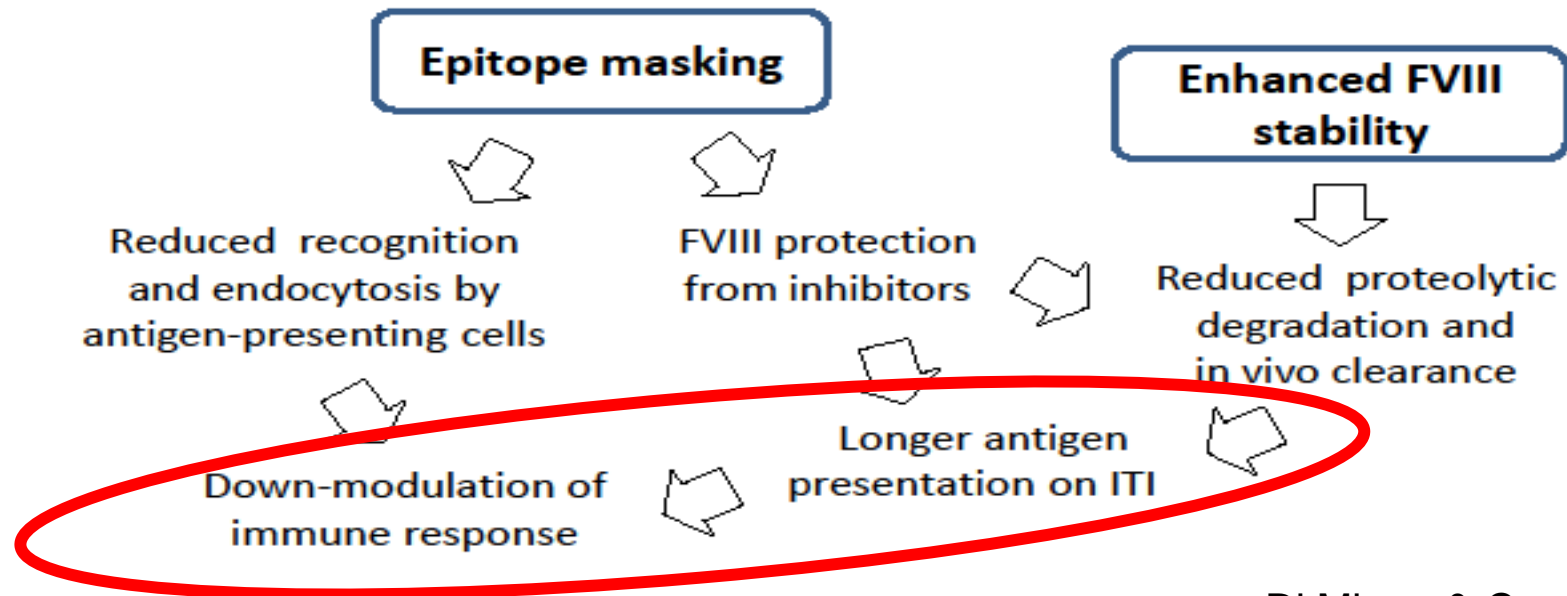 Epitope masking
Enhanced FVIII
stability
Reduced recognition
and endocytosis by
antigen-presenting cells
FVIII protection
from inhibitors
Reduced proteolytic
degradation and
in vivo clearance
Longer antigen
presentation on ITI
Down-modulation of
immune response